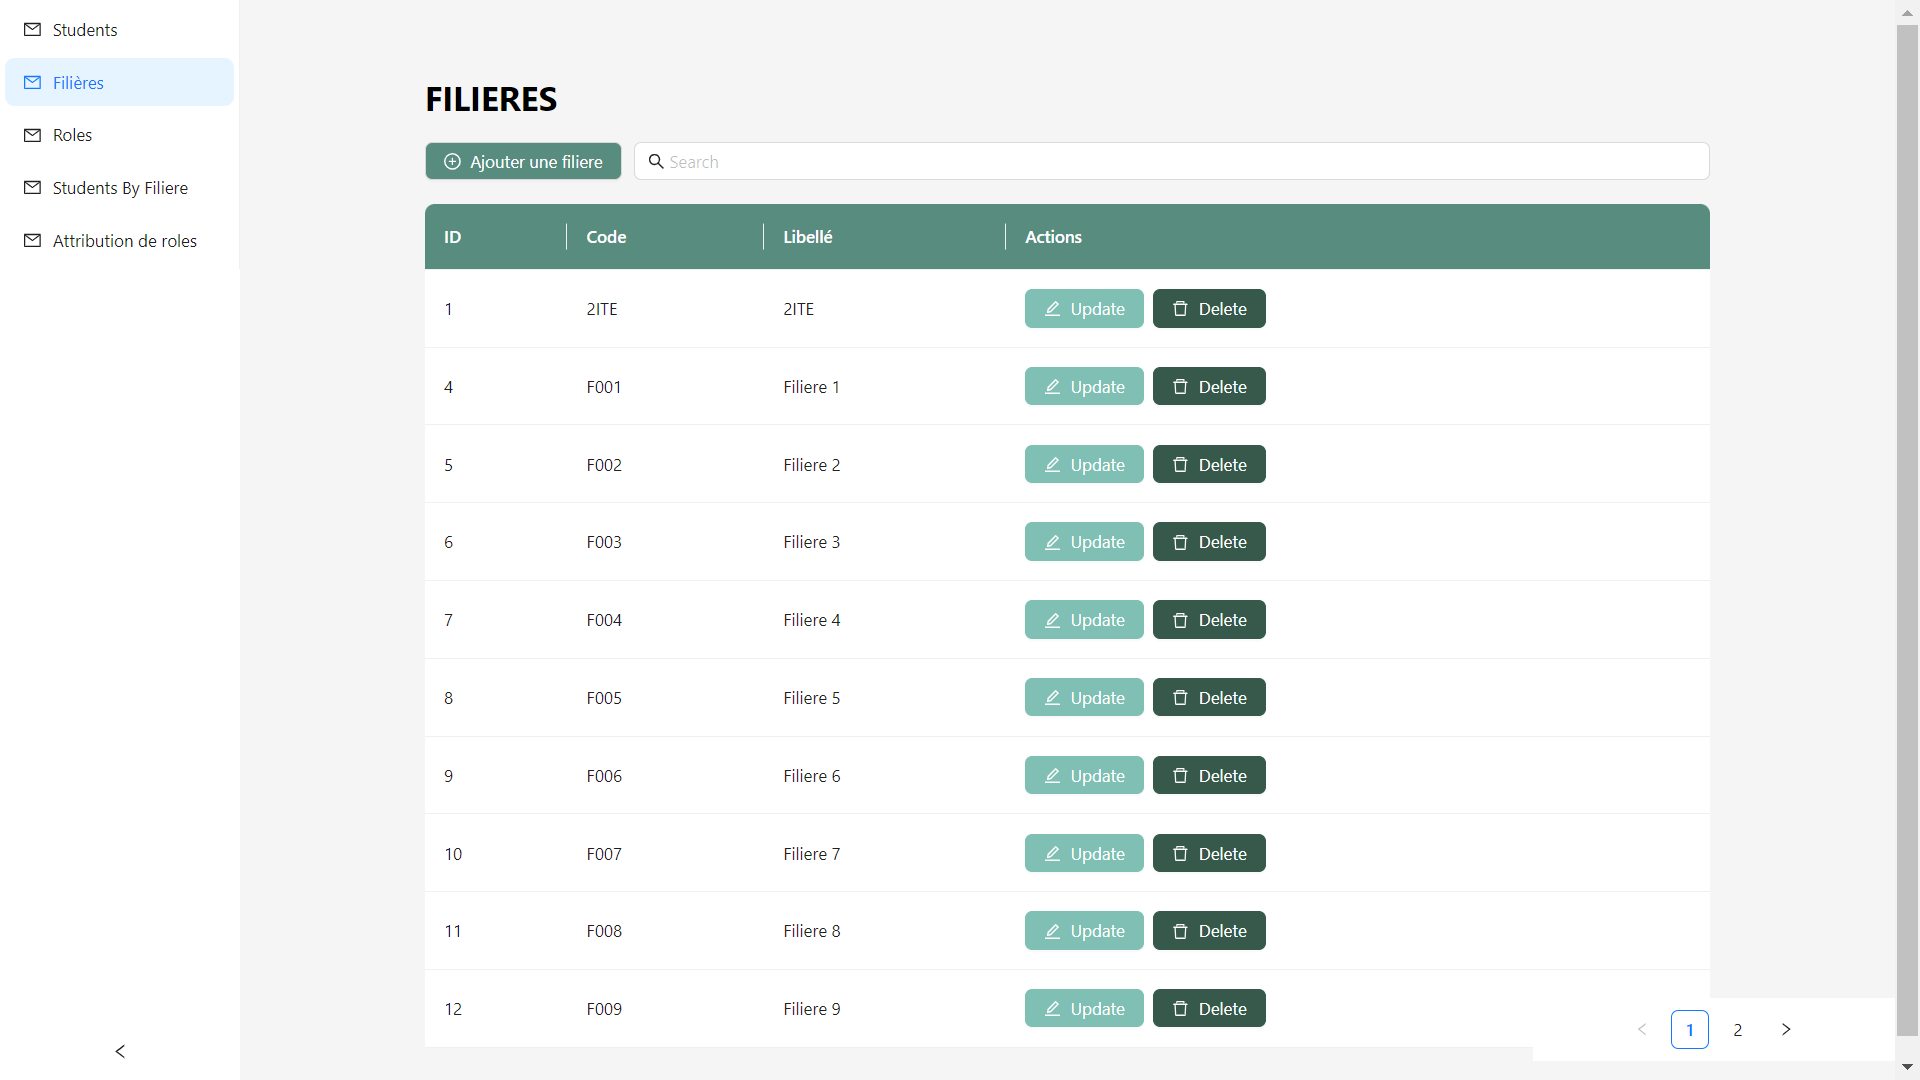 Students
Filières
Roles
Students By Filiere
Attribution de roles
FILIERES
Ajouter une filiere
Search
ID Code Libellé Actions
1 2ITE 2ITE Update Delete
4 F001 Filiere 1 Update Delete
5 F002 Filiere 2 Update Delete
6 F003 Filiere 3 Update Delete
7 F004 Filiere 4 Update Delete
8 F005 Filiere 5 Update Delete
9 F006 Filiere 6 Update Delete
10 F007 Filiere 7 Update Delete
11 F008 Filiere 8 Update Delete
12 F009 Filiere 9 Update Delete
1 2